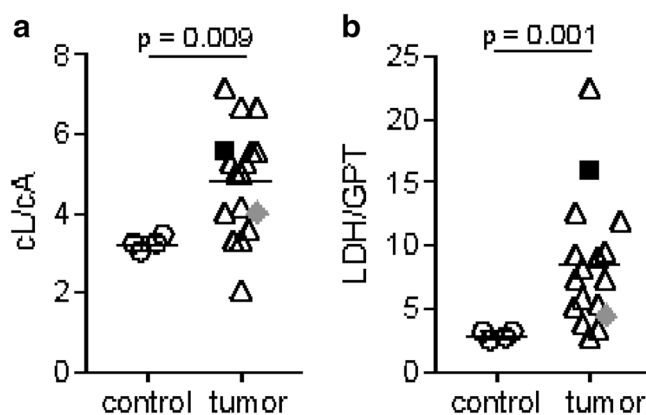 a
p = 0.009
8
6
4
2
0
cL/cA
control tumor
b
p = 0.001
25
20
15
10
5
0
LDH/GPT
control tumor